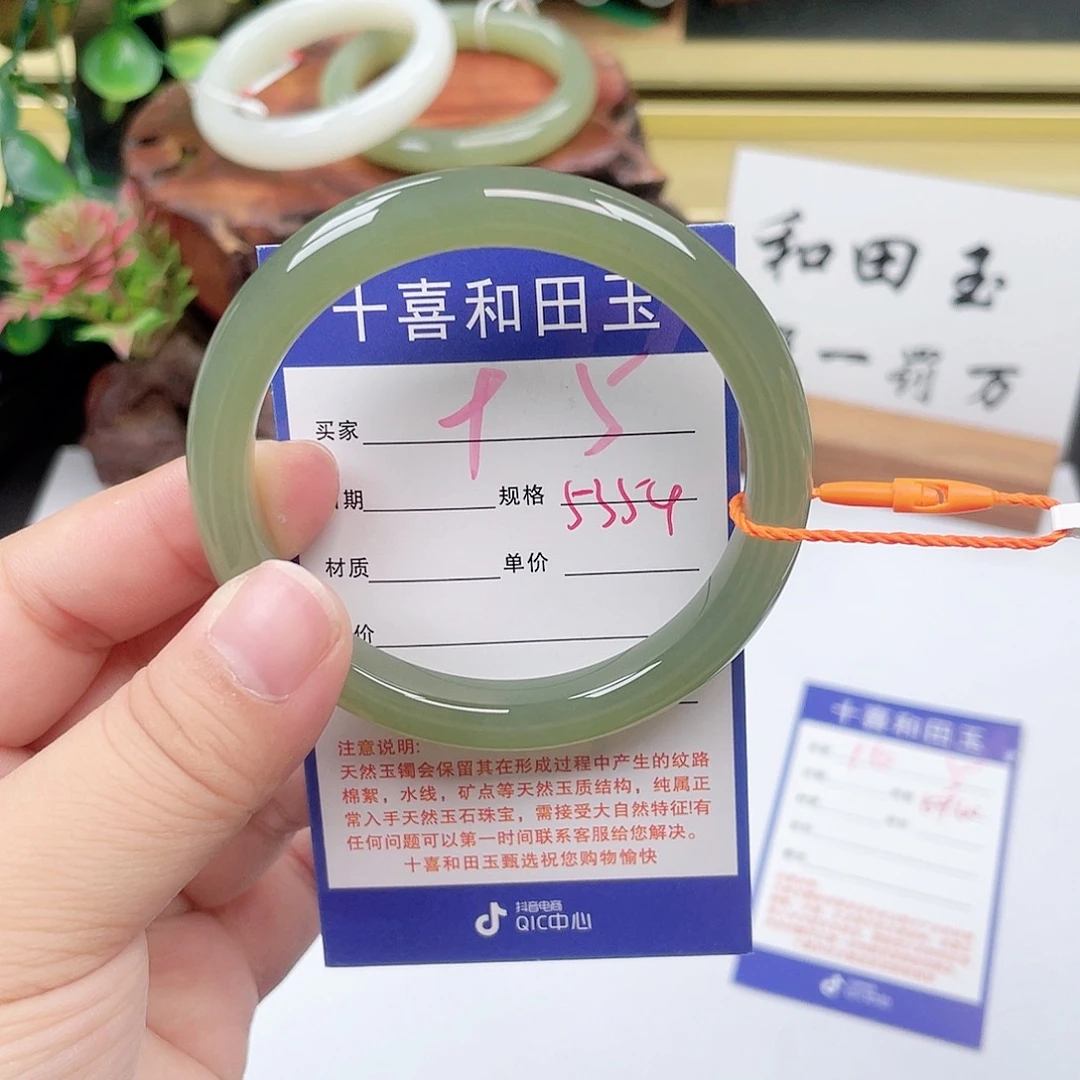 十喜和田玉
十5
买家
期 规格 5354
材质 单价
价
注意说明:
天然玉镯会保留其在形成过程中产生的纹路
棉絮，水线，矿点等天然玉质结构，纯属正
常入手天然玉石珠宝，需接受大自然特征!有
任何问题可以第一时间联系客服给您解决。
十喜和田玉甄选祝您购物愉快
抖音电商
QIC中心
和田玉
一罚万
十喜和田玉